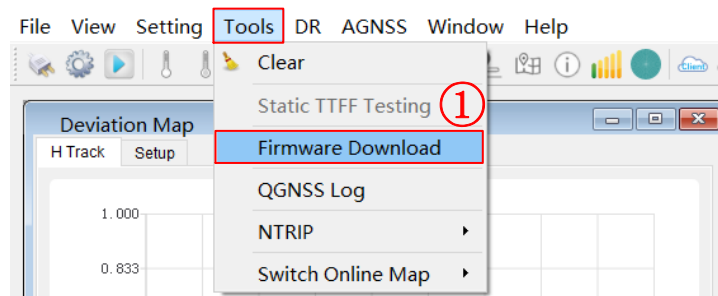 File View Setting Tools DR AGNSS Window Help
Client
Clear
Static TTFF Testing ①
Deviation Map
Firmware Download
H Track Setup
QGNSS Log
1.000
NTRIP
0.833
Switch Online Map